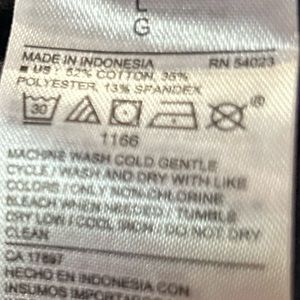 L
G
MADE IN INDONESIA RN 54023
US : 52% COTTON, 35%
POLYESTER, 13% SPANDEX
30
1166
MACHINE WASH COLD GENTLE
CYCLE / WASH AND DRY WITH LIKE
COLORS / ONLY NON-CHLORINE
BLEACH WHEN NEEDED / TUMBLE
DRY LOW / COOL IRON / DO NOT DRY
CLEAN
CA 17897
HECHO EN INDONESIA CON
INSUMOS IMPORTADOS